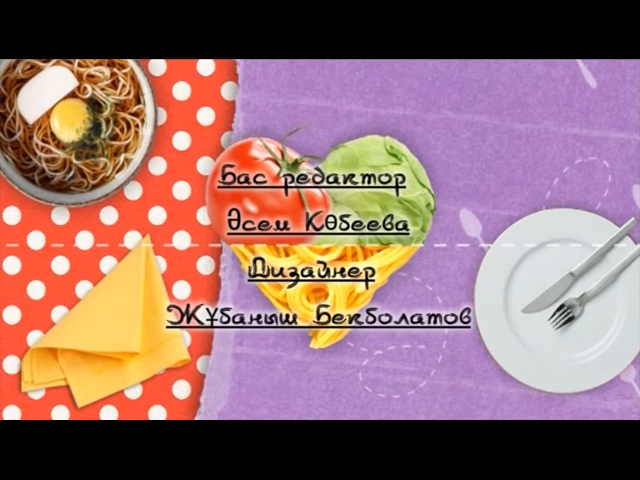 Бас редактор
Әсем Көбеева
Дизайнер
Жұбаныш Бекболатов